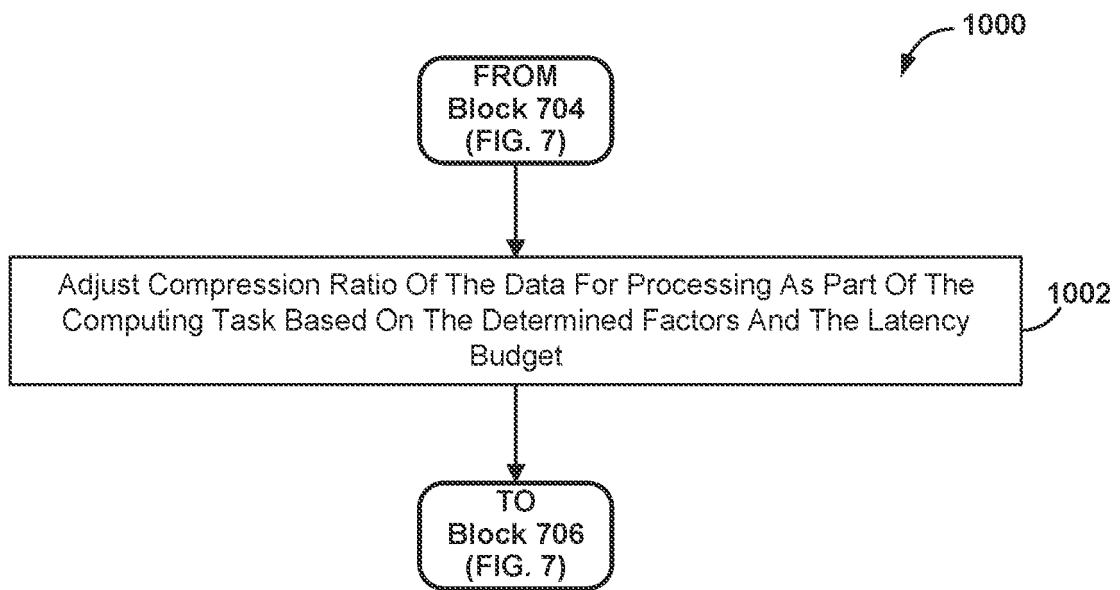 1000
FROM
Block 704
(FIG. 7)
Adjust Compression Ratio Of The Data For Processing As Part Of The
Computing Task Based On The Determined Factors And The Latency
Budget
1002
TO
Block 706
(FIG. 7)